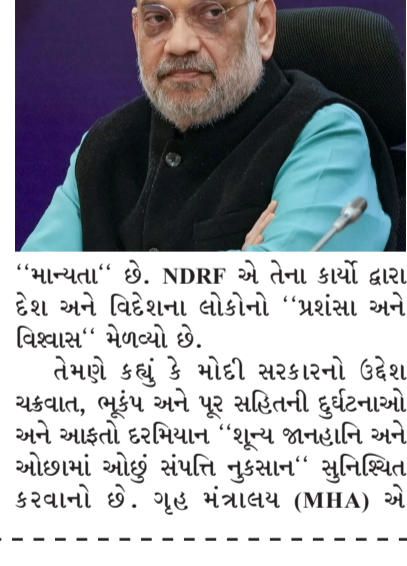 “માન્યતા“ છે. NDRF એ તેના કાર્યો દ્વારા
દેશ અને વિદેશના લોકોનો “પ્રશંસા અને
વિશ્વાસ“ મેળવ્યો છે.
તેમણે કહ્યું કે મોદી સરકારનો ઉદ્દેશ
ચક્રવાત, ભૂકંપ અને પૂર સહિતની દુર્ઘટનાઓ
અને આફતો દરમિયાન “શૂન્ય જાનહાનિ અને
ઓછામાં ઓછું સંપત્તિ નુકસાન“ સુનિશ્ચિત
કરવાનો છે. ગૃહ મંત્રાલય (MHA) એ